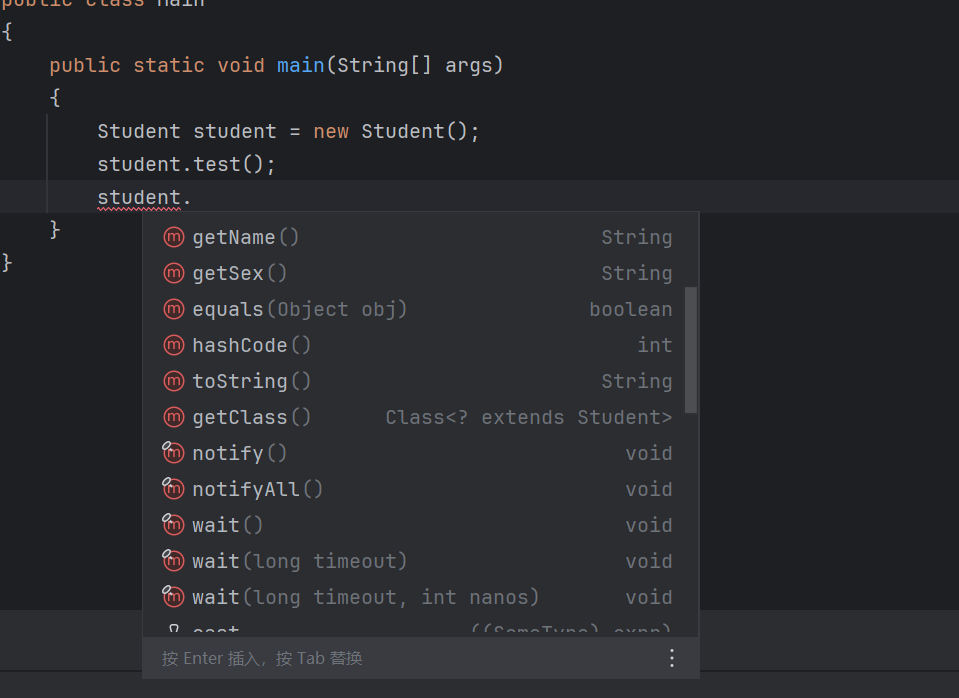 public class Main
{
public static void main(String[] args)
{
Student student = new Student();
student.test();
student.
}
}
getName() String
getSex() String
equals(Object obj) boolean
hashCode() int
toString() String
getClass() Class<? extends Student>
notify() void
notifyAll() void
wait() void
wait(long timeout) void
wait(long timeout, int nanos) void
cast ((SomeType) expr)
按 Enter 插入，按 Tab 替换